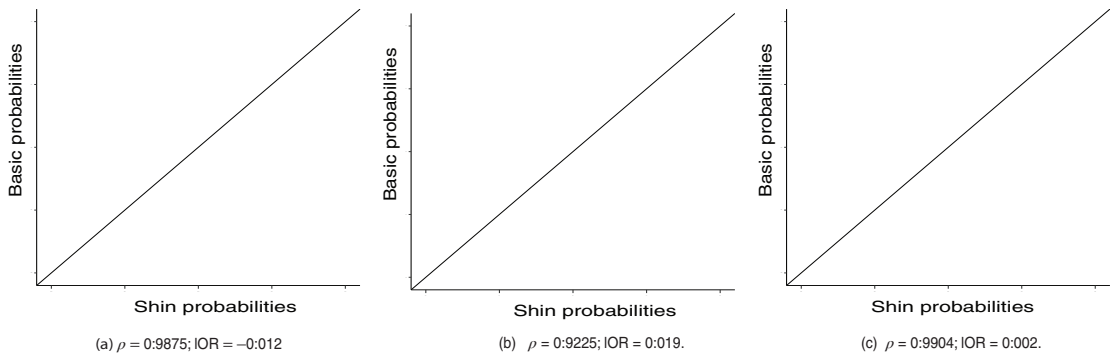 Basic probabilities
Shin probabilities
(a) ρ = 0:9875; IOR = −0:012
Basic probabilities
Shin probabilities
(b) ρ = 0:9225; IOR = 0:019.
Basic probabilities
Shin probabilities
(c) ρ = 0:9904; IOR = 0:002.